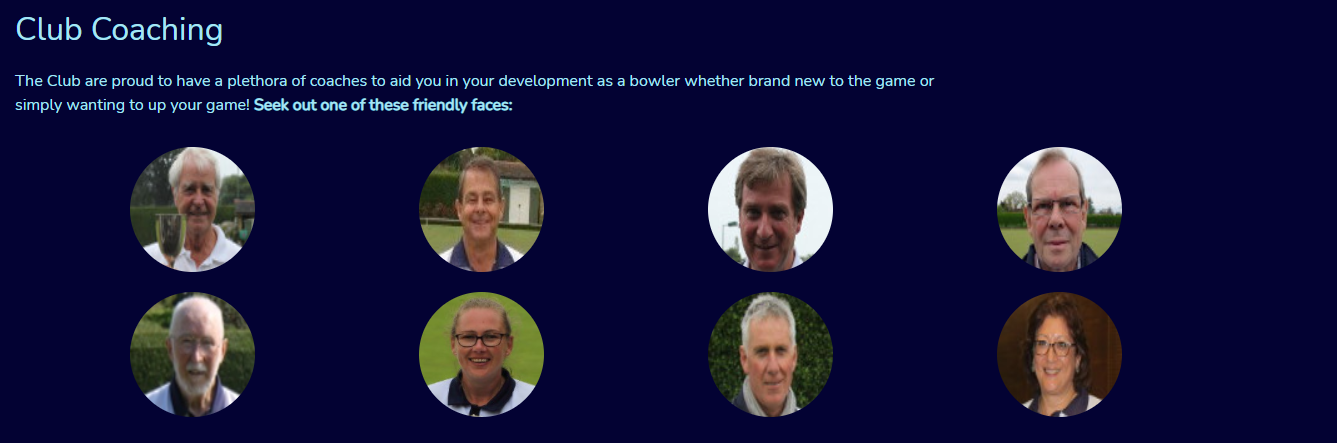 Club Coaching
The Club are proud to have a plethora of coaches to aid you in your development as a bowler whether brand new to the game or
simply wanting to up your game! Seek out one of these friendly faces: